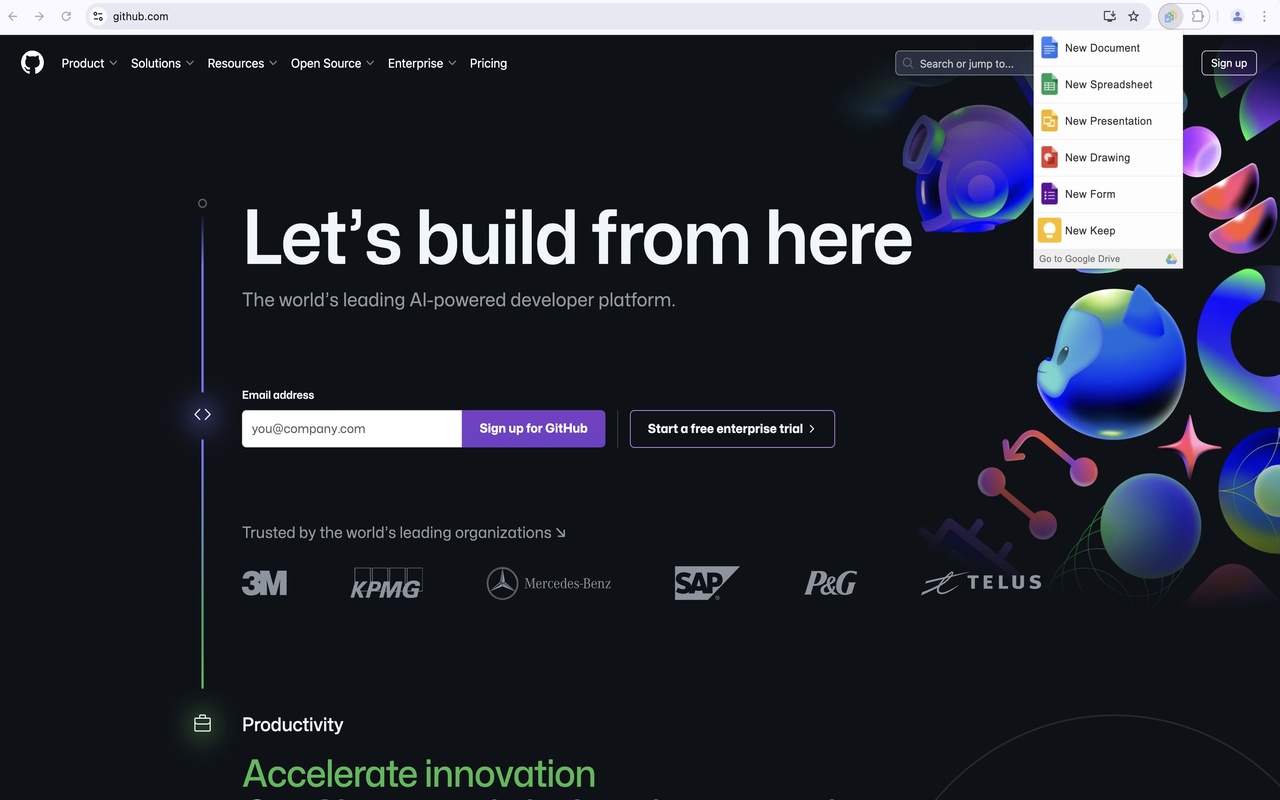 github.com
Product
Solutions
Resources
Open Source
Enterprise
Pricing
Search or jump to...
Sign up
New Document
New Spreadsheet
New Presentation
New Drawing
New Form
New Keep
Go to Google Drive
Let’s build from here
The world’s leading AI-powered developer platform.
Email address
you@company.com
Sign up for GitHub
Start a free enterprise trial
Trusted by the world’s leading organizations ↘
3M
KPMG
Mercedes-Benz
SAP
P&G
TELUS
Productivity
Accelerate innovation